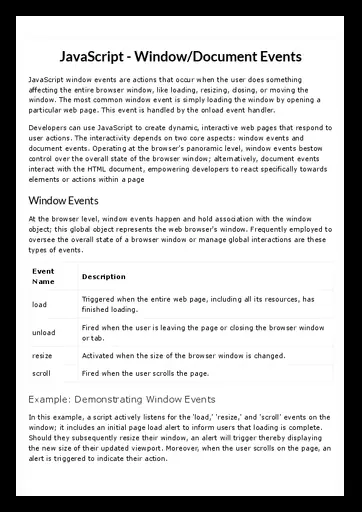 JavaScript - Window/Document Events
JavaScript window events are actions that occur when the user does something
affecting the entire browser window, like loading, resizing, closing, or moving the
window. The most common window event is simply loading the window by opening a
particular web page. This event is handled by the onload event handler.
Developers can use JavaScript to create dynamic, interactive web pages that respond to
user actions. The interactivity depends on two core aspects: window events and
document events. Operating at the browser's panoramic level, window events bestow
control over the overall state of the browser window; alternatively, document events
interact with the HTML document, empowering developers to react specifically towards
elements or actions within a page
Window Events
At the browser level, window events happen and hold association with the window
object; this global object represents the web browser's window. Frequently employed to
oversee the overall state of a browser window or manage global interactions are these
types of events.
Event
Name
Description
load
Triggered when the entire web page, including all its resources, has
finished loading.
unload
Fired when the user is leaving the page or closing the browser window
or tab.
resize
Activated when the size of the browser window is changed.
scroll
Fired when the user scrolls the page.
Example: Demonstrating Window Events
In this example, a script actively listens for the 'load,' 'resize,' and 'scroll' events on the
window; it includes an initial page load alert to inform users that loading is complete.
Should they subsequently resize their window, an alert will trigger thereby displaying
the new size of their updated viewport. Moreover, when the user scrolls on the page, an
alert is triggered to indicate their action.